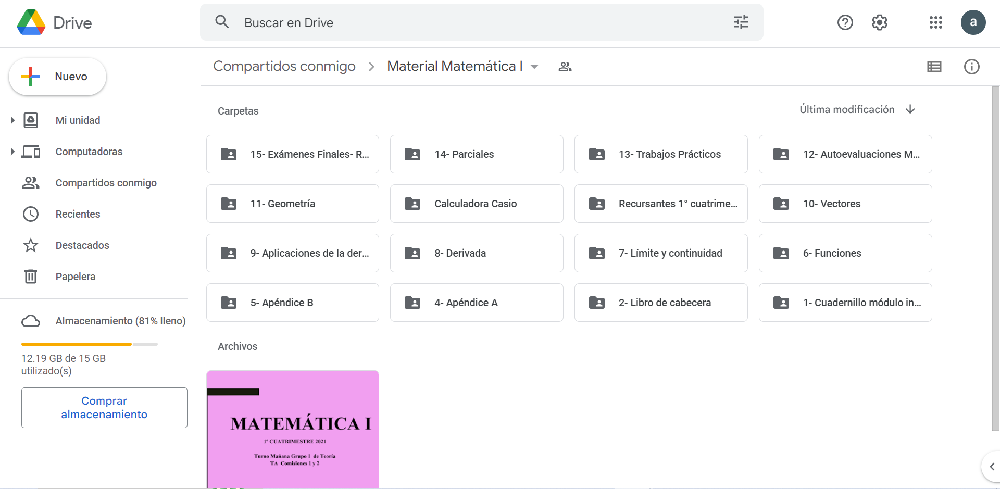 Drive
Buscar en Drive
a
Nuevo
Compartidos conmigo
Material Matemática I
Mi unidad
Computadoras
Compartidos conmigo
Recientes
Destacados
Papelera
Almacenamiento (81% lleno)
12.19 GB de 15 GB
utilizado(s)
Comprar
almacenamiento
Carpetas
Última modificación
15- Exámenes Finales- R...
14- Parciales
13- Trabajos Prácticos
12- Autoevaluaciones M...
11- Geometría
Calculadora Casio
Recursantes 1° cuatrime...
10- Vectores
9- Aplicaciones de la der...
8- Derivada
7- Límite y continuidad
6- Funciones
5- Apéndice B
4- Apéndice A
2- Libro de cabecera
1- Cuadernillo módulo in...
Archivos
MATEMÁTICA I
1º CUATRIMESTRE 2021
Turno Mañana Grupo 1 de Teoría
TA Comisiones 1 y 2